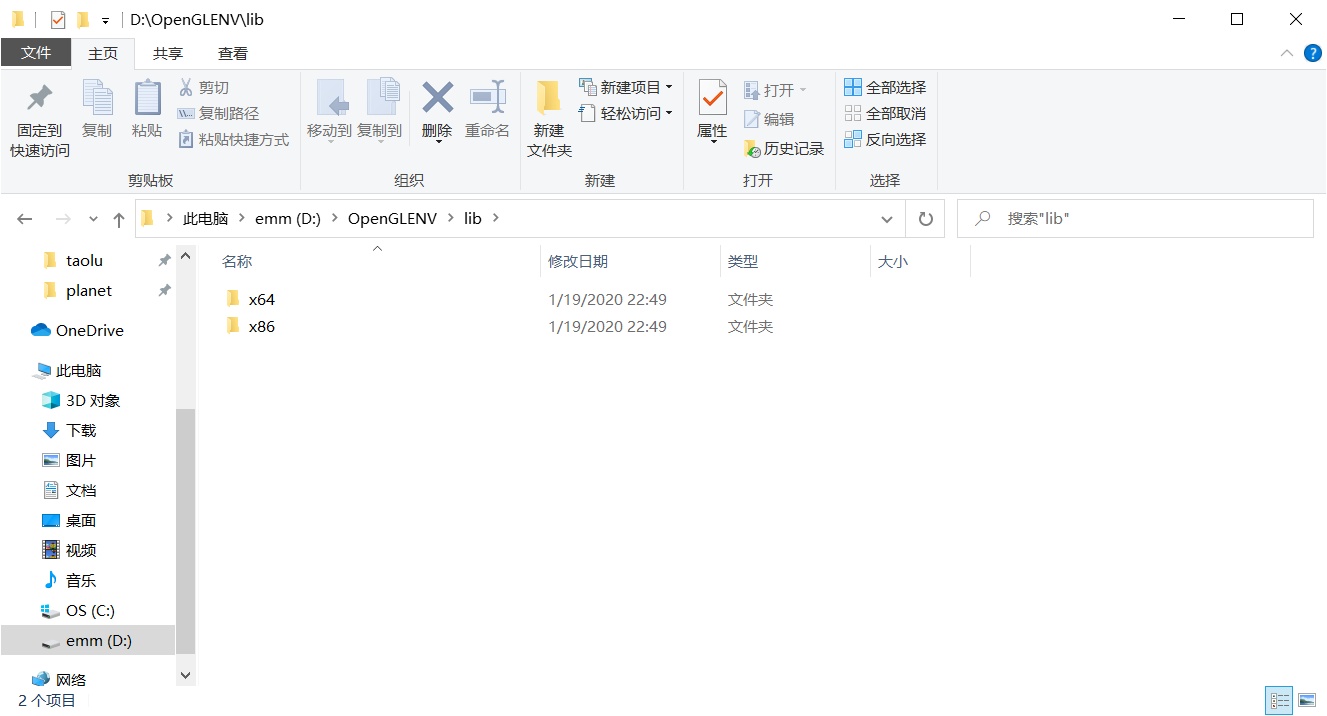 D:\OpenGLENV\lib
文件 主页 共享 查看
固定到
快速访问
复制
粘贴
剪切
复制路径
粘贴快捷方式
剪贴板
移动到
复制到
删除
重命名
组织
新建
文件夹
新建项目
轻松访问
新建
属性
打开
编辑
历史记录
打开
全部选择
全部取消
反向选择
选择
此电脑 emm (D:) OpenGLENV lib
搜索"lib"
taolu
planet
OneDrive
此电脑
3D 对象
下载
图片
文档
桌面
视频
音乐
OS (C:)
emm (D:)
网络
名称 修改日期 类型 大小
x64 1/19/2020 22:49 文件夹
x86 1/19/2020 22:49 文件夹
2 个项目